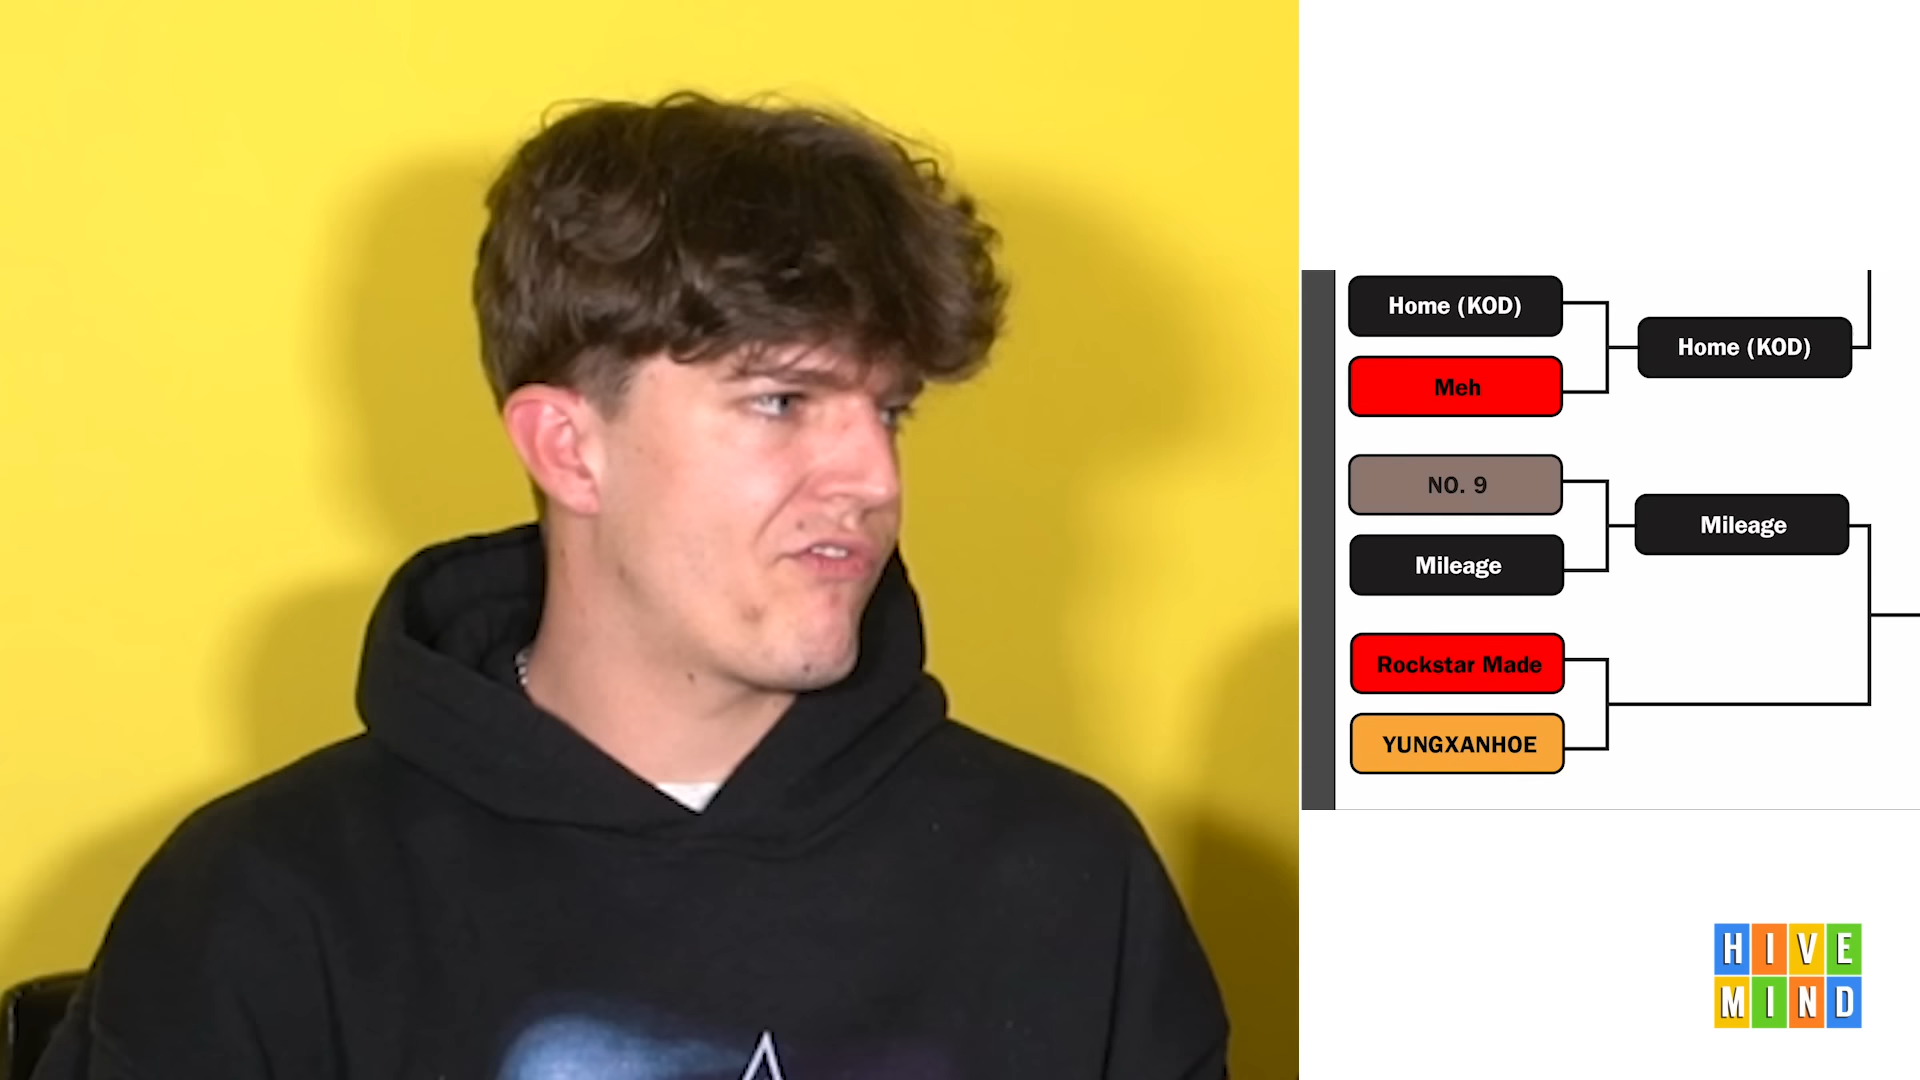 Home (KOD)
Home (KOD)
Meh
NO. 9
Mileage
Mileage
Rockstar Made
YUNGXANHOE
HIVE
MIND